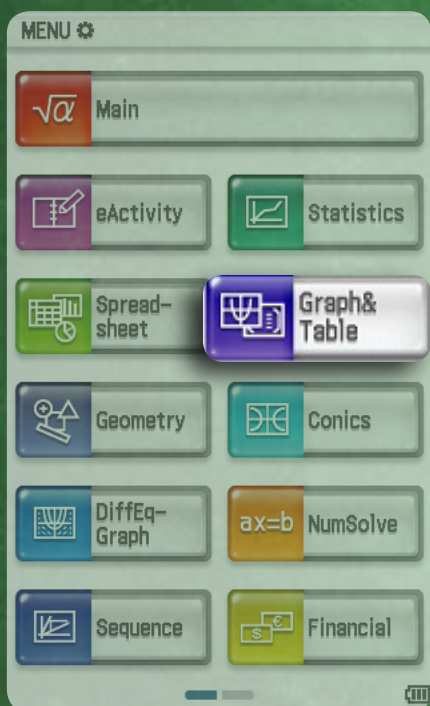 MENU
√α Main
eActivity
Statistics
Spread-
sheet
Graph&
Table
Geometry
Conics
DiffEq-
Graph
ax=b NumSolve
Sequence
$ € Financial